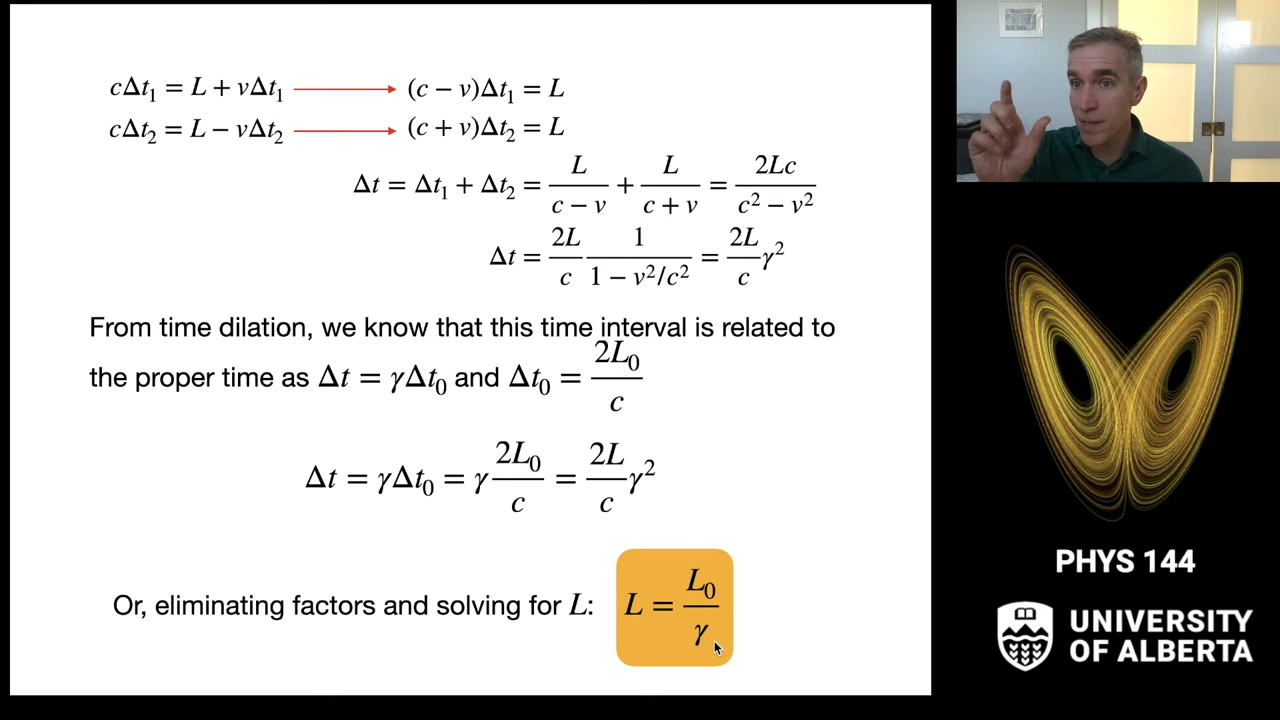 cΔt₁ = L + vΔt₁ ⟶ (c − v)Δt₁ = L
cΔt₂ = L − vΔt₂ ⟶ (c + v)Δt₂ = L
Δt = Δt₁ + Δt₂ = L/(c − v) + L/(c + v) = 2Lc/(c² − v²)
Δt = 2L/c 1/(1 − v²/c²) = 2L/c γ²
From time dilation, we know that this time interval is related to
the proper time as Δt = γΔt₀ and Δt₀ = 2L₀/c
Δt = γΔt₀ = γ 2L₀/c = 2L/c γ²
Or, eliminating factors and solving for L: L = L₀/γ
PHYS 144
UNIVERSITY
OF ALBERTA